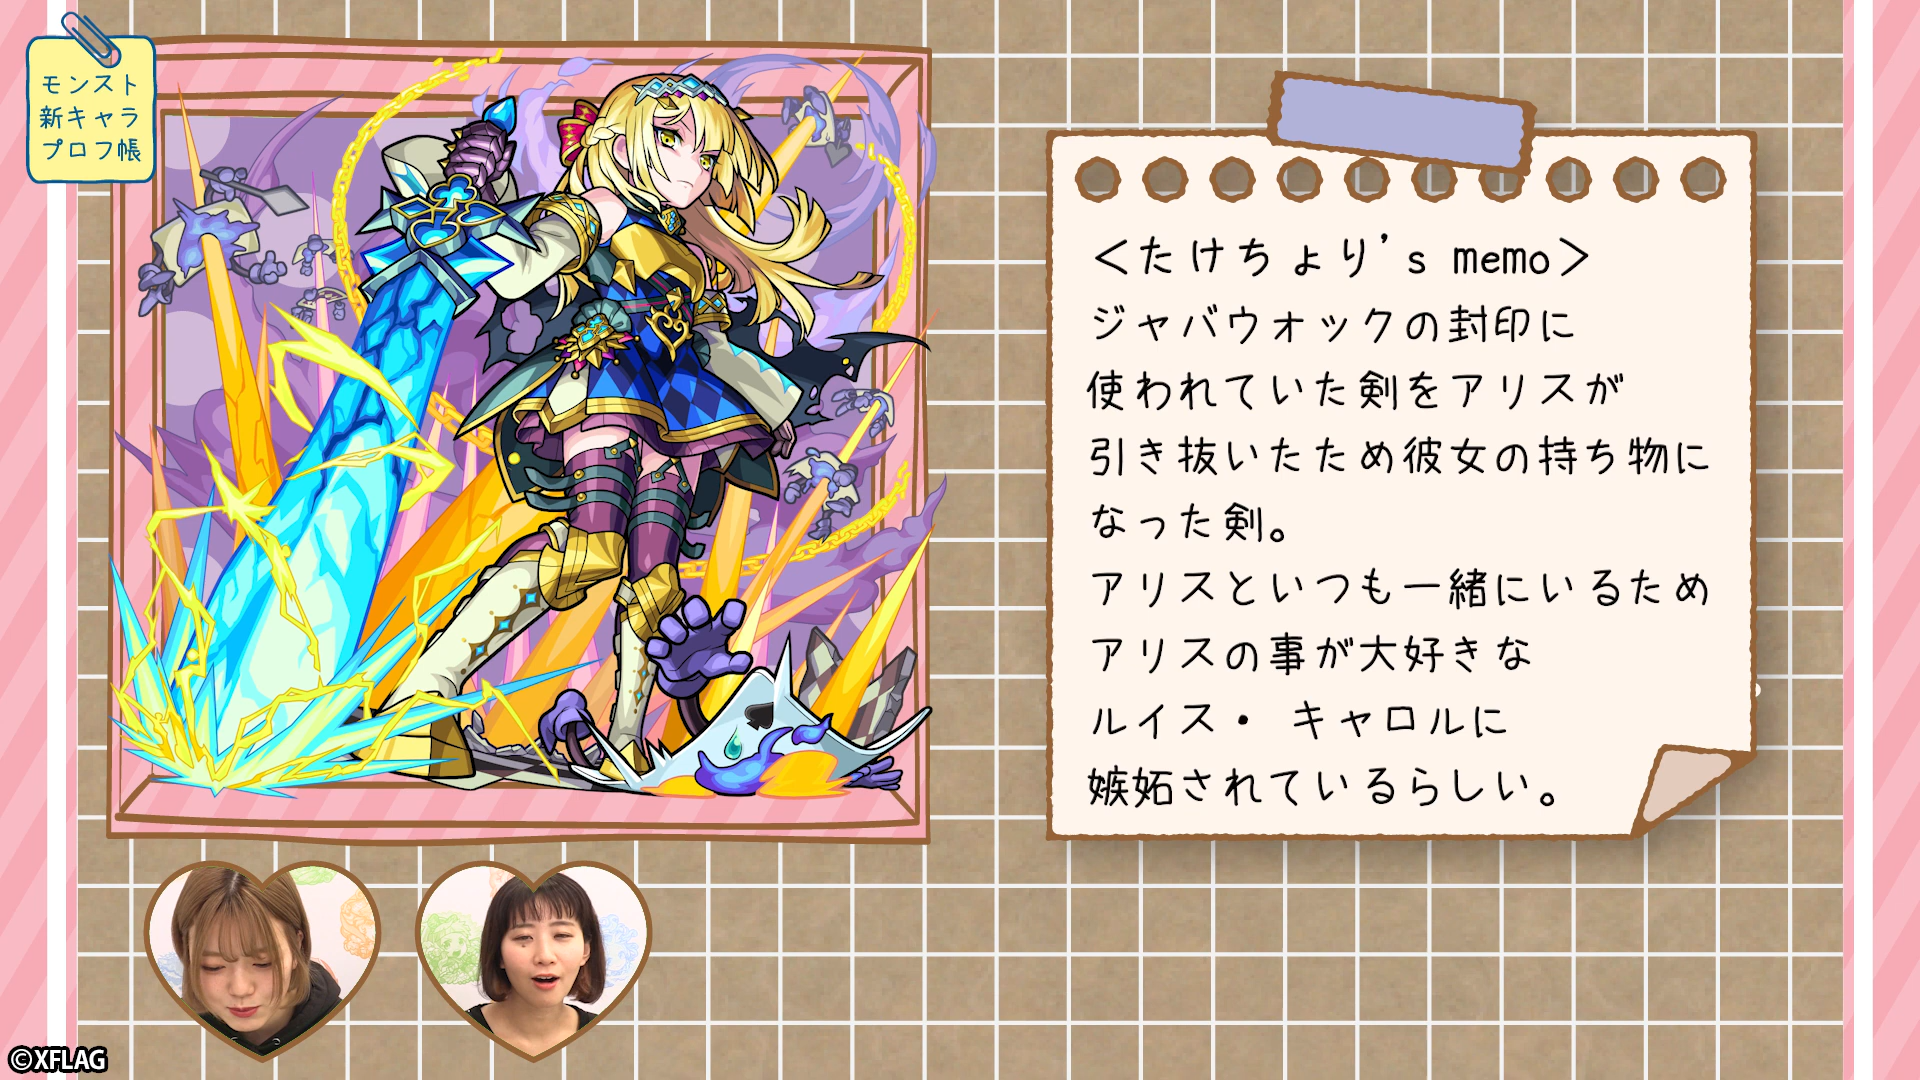 モンスト
新キャラ
プロフ帳
＜たけちょり's memo＞
ジャバウォックの封印に
使われていた剣をアリスが
引き抜いたため彼女の持ち物に
なった剣。
アリスといつも一緒にいるため
アリスの事が大好きな
ルイス・ キャロルに
嫉妬されているらしい。
©XFLAG